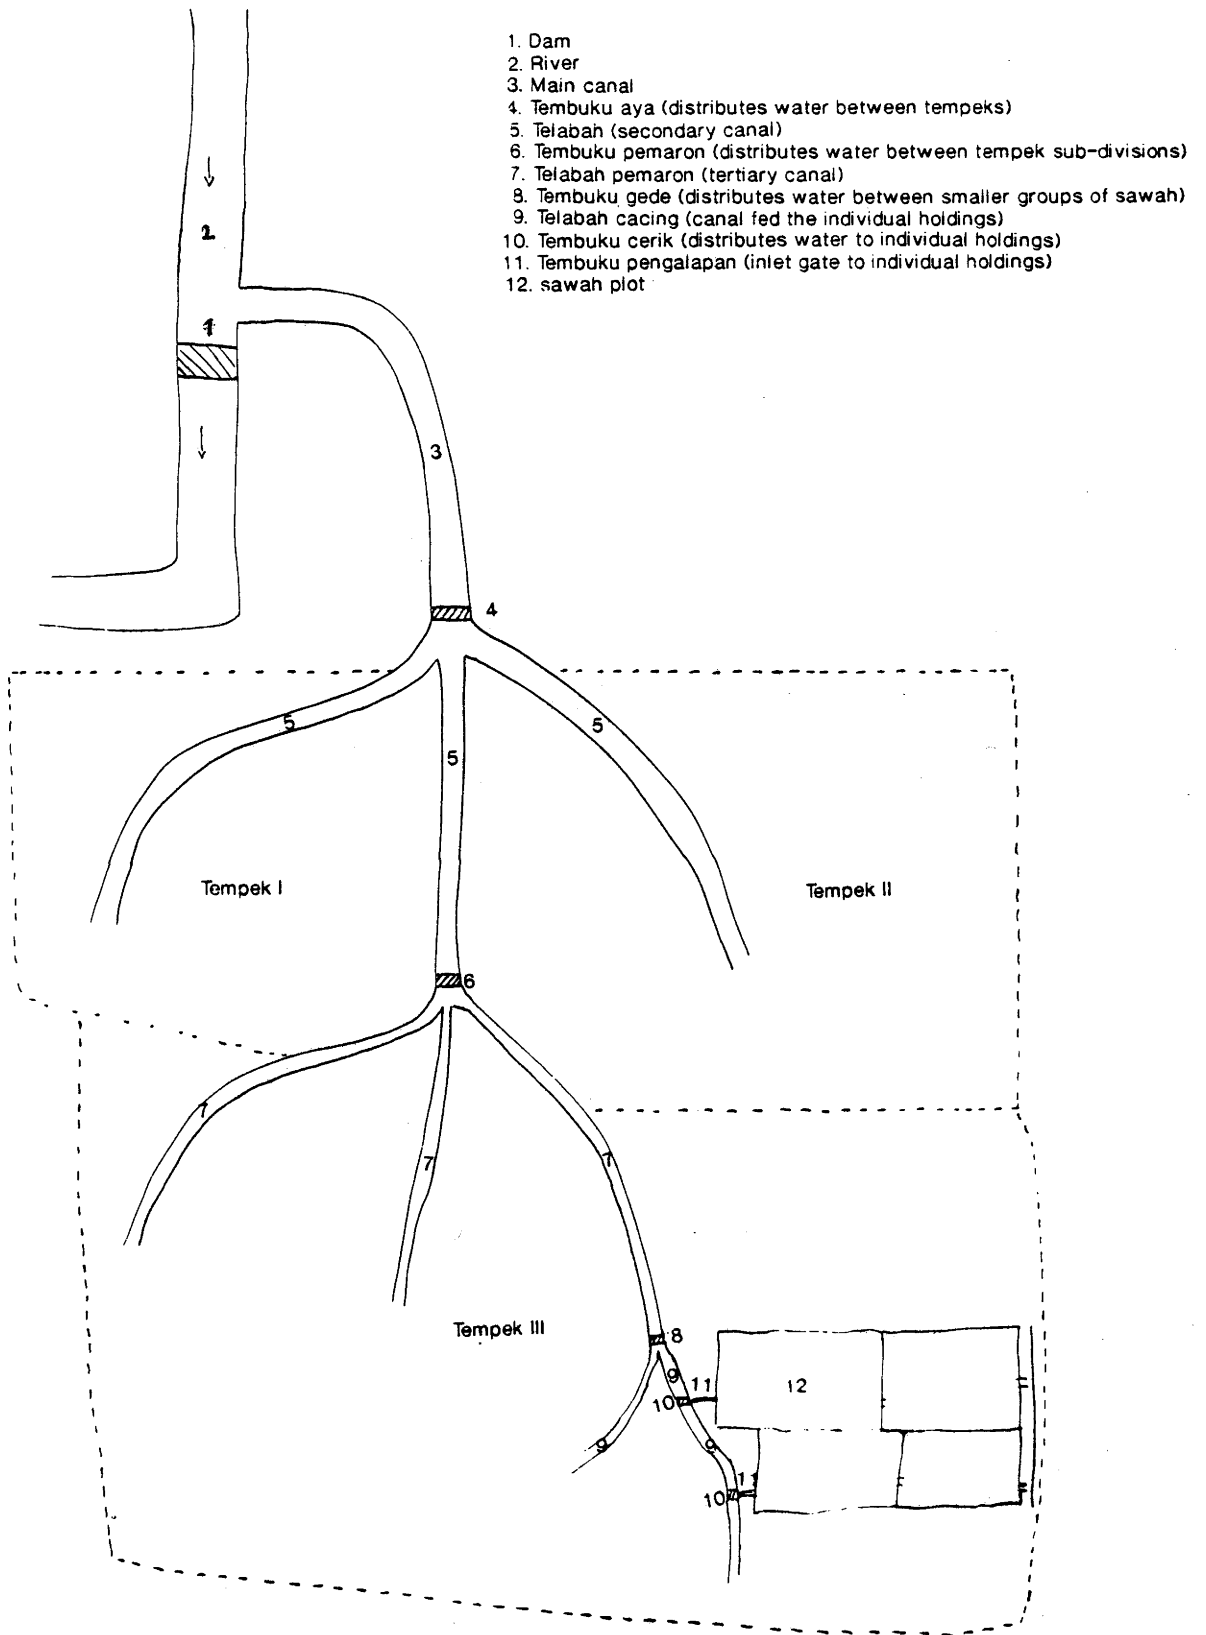 1. Dam
2. River
3. Main canal
4. Tembuku aya (distributes water between tempeks)
5. Telabah (secondary canal)
6. Tembuku pemaron (distributes water between tempek sub-divisions)
7. Telabah pemaron (tertiary canal)
8. Tembuku gede (distributes water between smaller groups of sawah)
9. Telabah cacing (canal fed the individual holdings)
10. Tembuku cerik (distributes water to individual holdings)
11. Tembuku pengalapan (inlet gate to individual holdings)
12. sawah plot
2
1
3
4
5
5
5
Tempek I
Tempek II
6
7
7
7
Tempek III
8
9
11
12
10
9
9
11
10